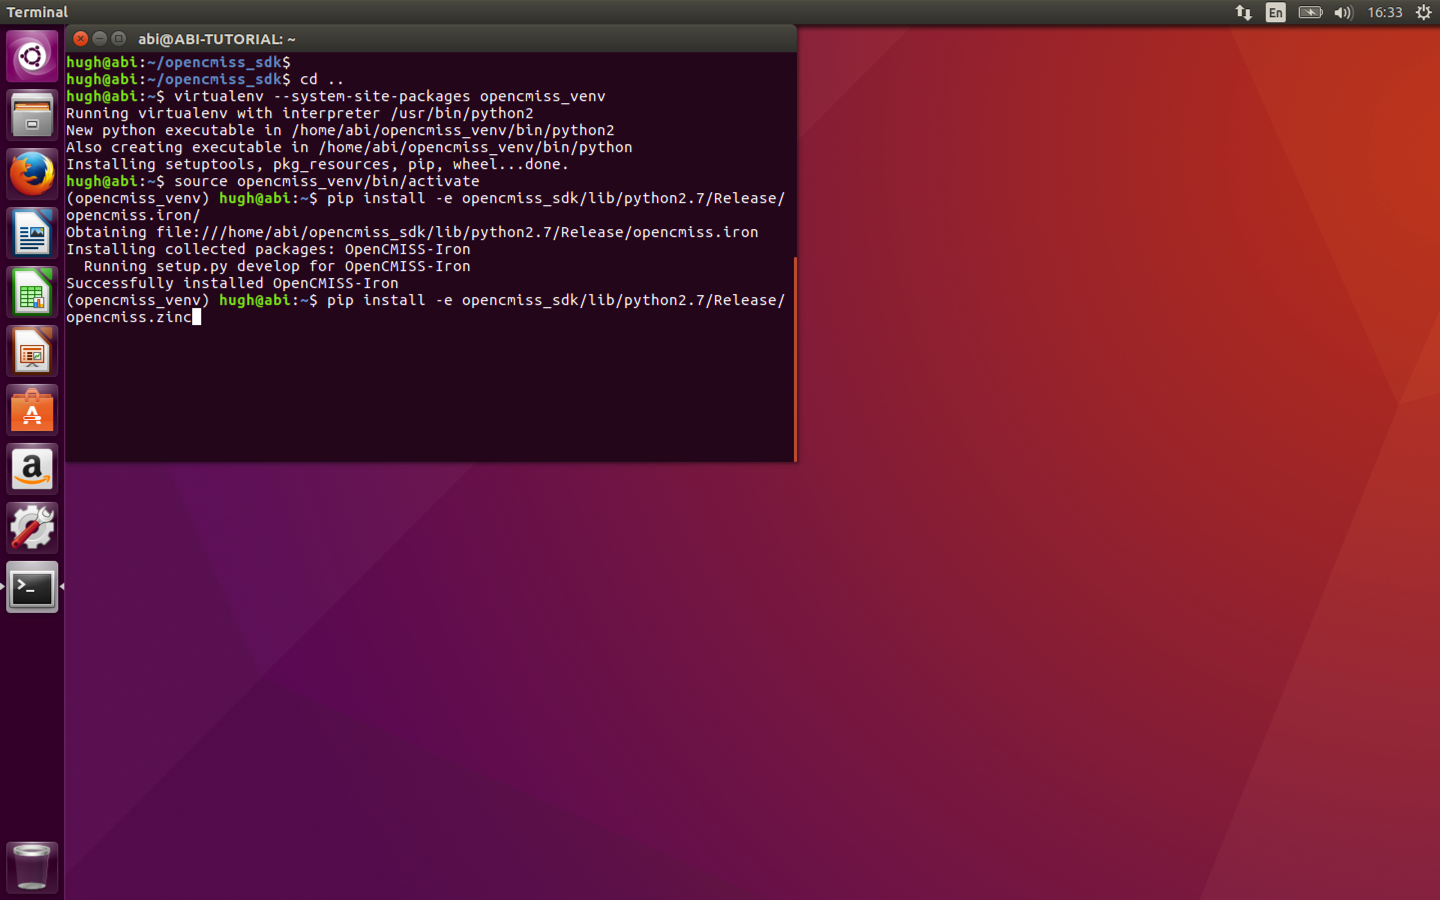 Terminal
En
16:33
abi@ABI-TUTORIAL: ~
hugh@abi:~/opencmiss_sdk$
hugh@abi:~/opencmiss_sdk$ cd ..
hugh@abi:~$ virtualenv --system-site-packages opencmiss_venv
Running virtualenv with interpreter /usr/bin/python2
New python executable in /home/abi/opencmiss_venv/bin/python2
Also creating executable in /home/abi/opencmiss_venv/bin/python
Installing setuptools, pkg_resources, pip, wheel...done.
hugh@abi:~$ source opencmiss_venv/bin/activate
(opencmiss_venv) hugh@abi:~$ pip install -e opencmiss_sdk/lib/python2.7/Release/
opencmiss.iron/
Obtaining file:///home/abi/opencmiss_sdk/lib/python2.7/Release/opencmiss.iron
Installing collected packages: OpenCMISS-Iron
  Running setup.py develop for OpenCMISS-Iron
Successfully installed OpenCMISS-Iron
(opencmiss_venv) hugh@abi:~$ pip install -e opencmiss_sdk/lib/python2.7/Release/
opencmiss.zinc